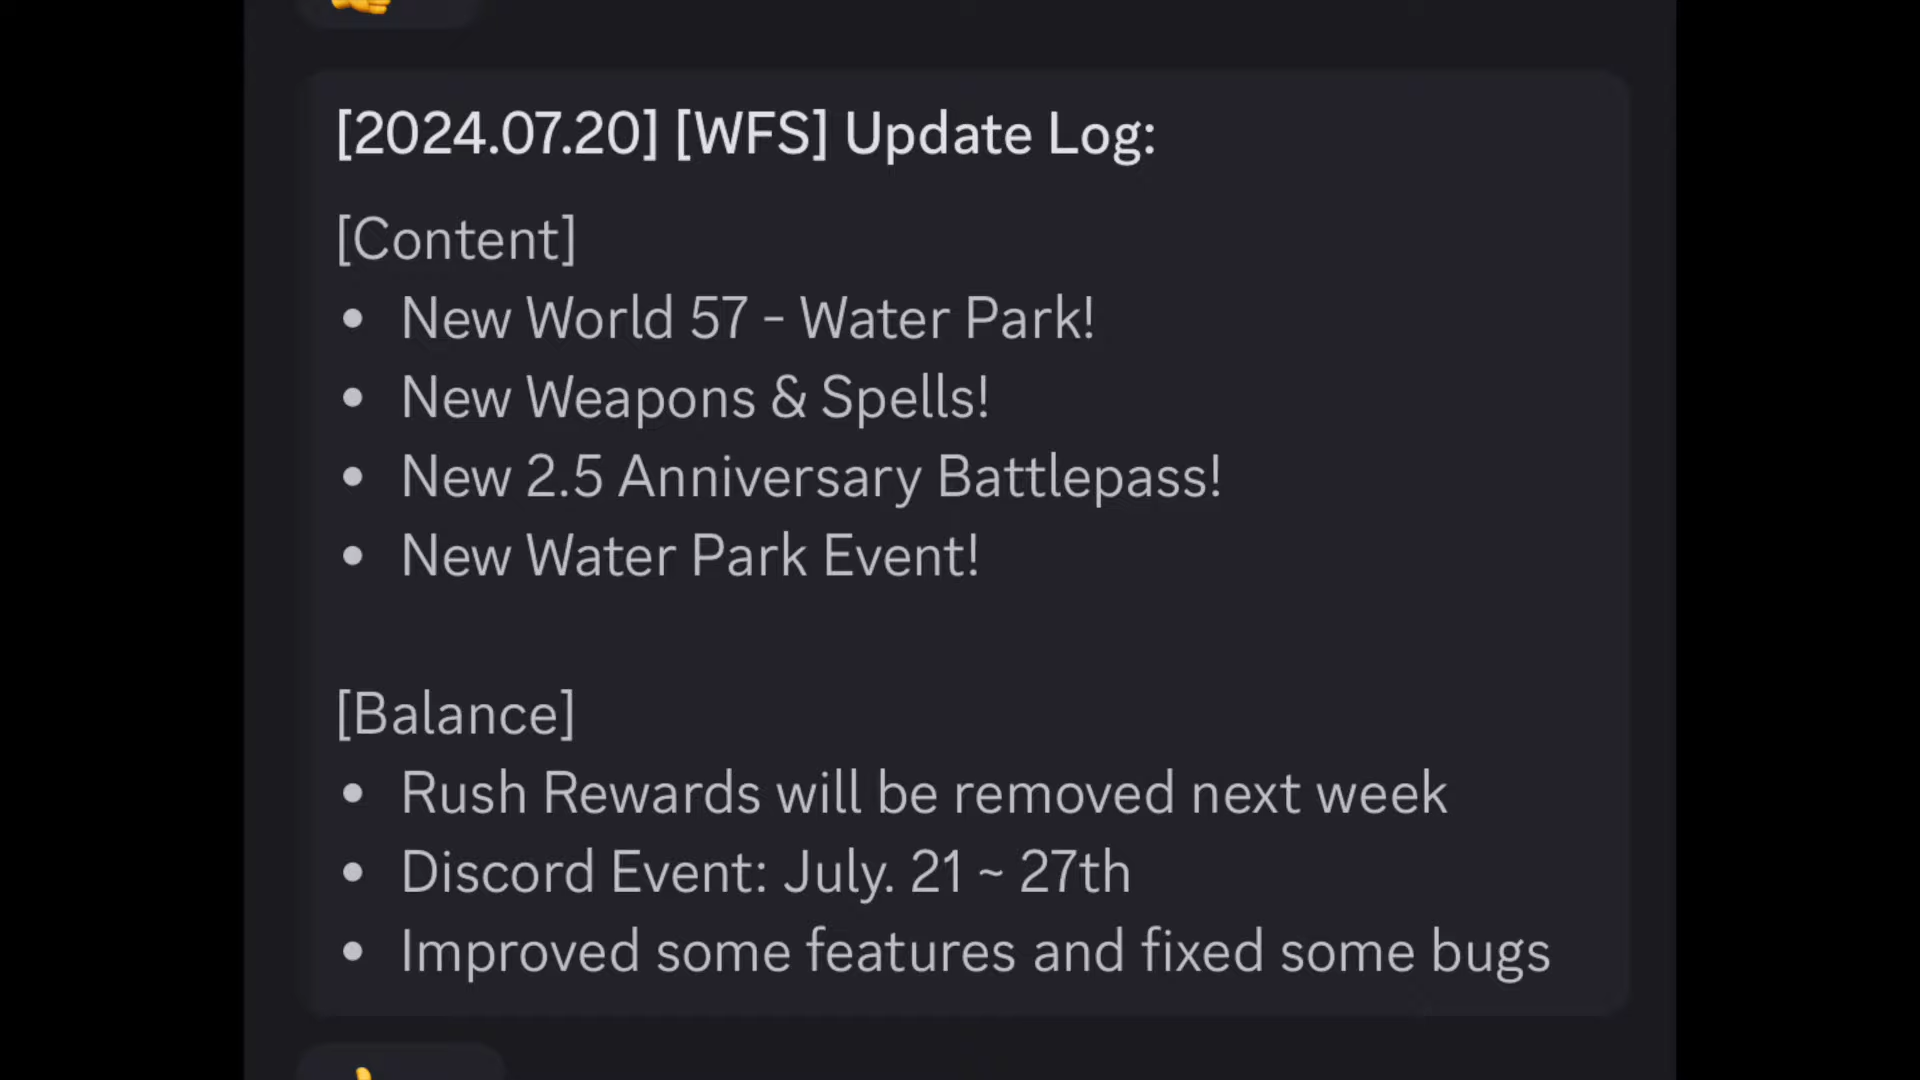 [2024.07.20] [WFS] Update Log:
[Content]
• New World 57 - Water Park!
• New Weapons & Spells!
• New 2.5 Anniversary Battlepass!
• New Water Park Event!
[Balance]
• Rush Rewards will be removed next week
• Discord Event: July. 21 ~ 27th
• Improved some features and fixed some bugs